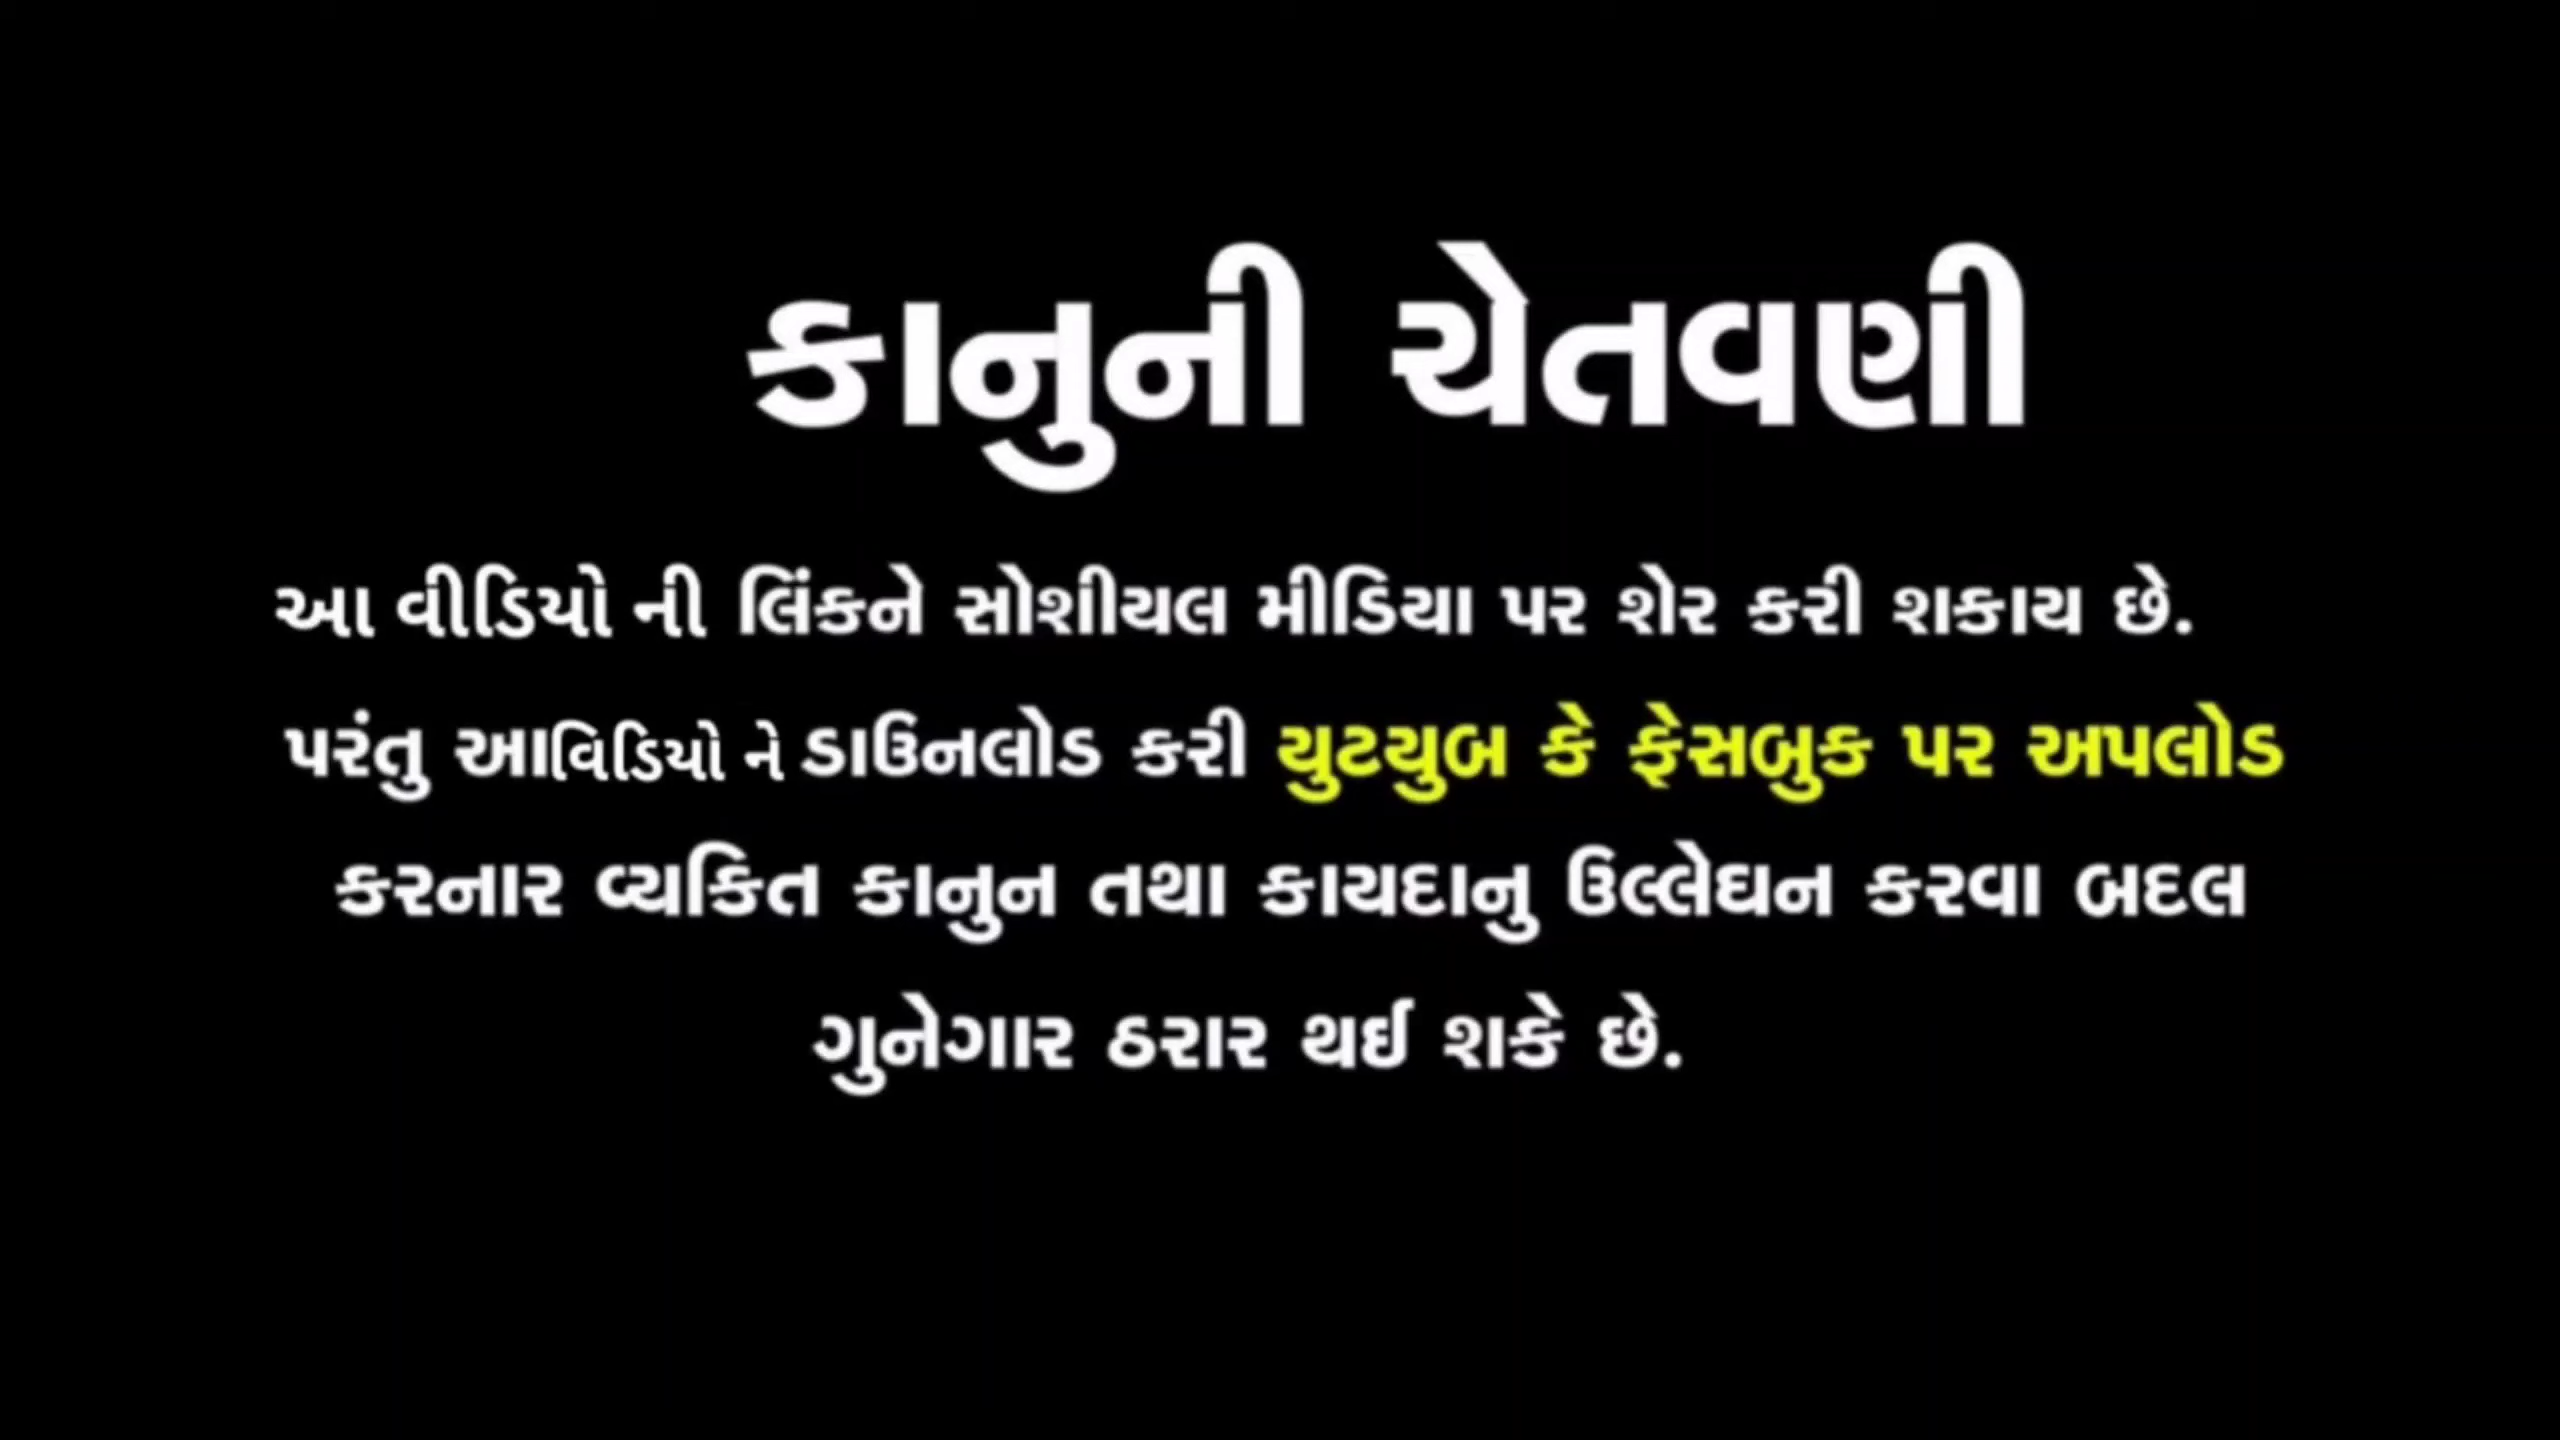 કાનુની ચેતવણી
આ વીડિયો ની લિંકને સોશીયલ મીડિયા પર શેર કરી શકાય છે.
પરંતુ આવિડિયો ને ડાઉનલોડ કરી યુટયુબ કે ફેસબુક પર અપલોડ
કરનાર વ્યકિત કાનુન તથા કાયદાનુ ઉલ્લેઘન કરવા બદલ
ગુનેગાર ઠરાર થઈ શકે છે.